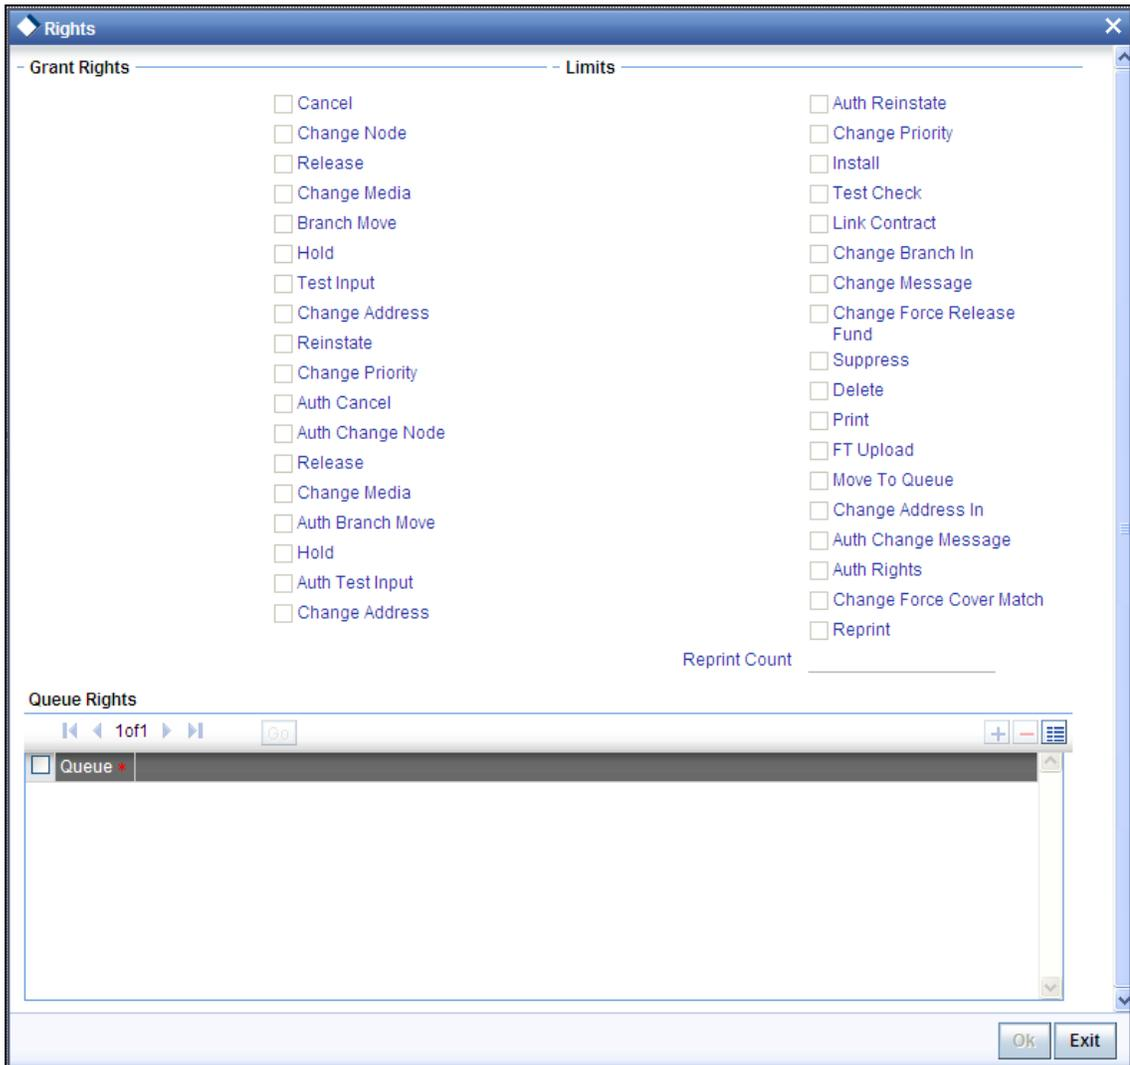 Rights
Grant Rights
Cancel
Change Node
Release
Change Media
Branch Move
Hold
Test Input
Change Address
Reinstate
Change Priority
Auth Cancel
Auth Change Node
Release
Change Media
Auth Branch Move
Hold
Auth Test Input
Change Address
Limits
Auth Reinstate
Change Priority
Install
Test Check
Link Contract
Change Branch In
Change Message
Change Force Release
Fund
Suppress
Delete
Print
FT Upload
Move To Queue
Change Address In
Auth Change Message
Auth Rights
Change Force Cover Match
Reprint
Reprint Count
Queue Rights
1of1
Go
Queue *
Ok
Exit